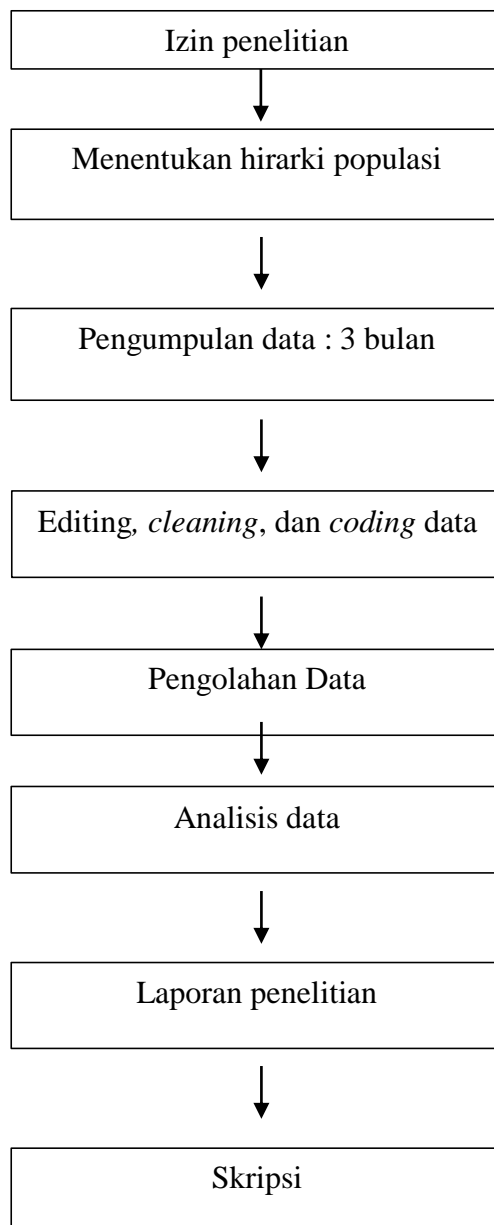 Izin penelitian
Menentukan hirarki populasi
Pengumpulan data : 3 bulan
Editing, cleaning, dan coding data
Pengolahan Data
Analisis data
Laporan penelitian
Skripsi